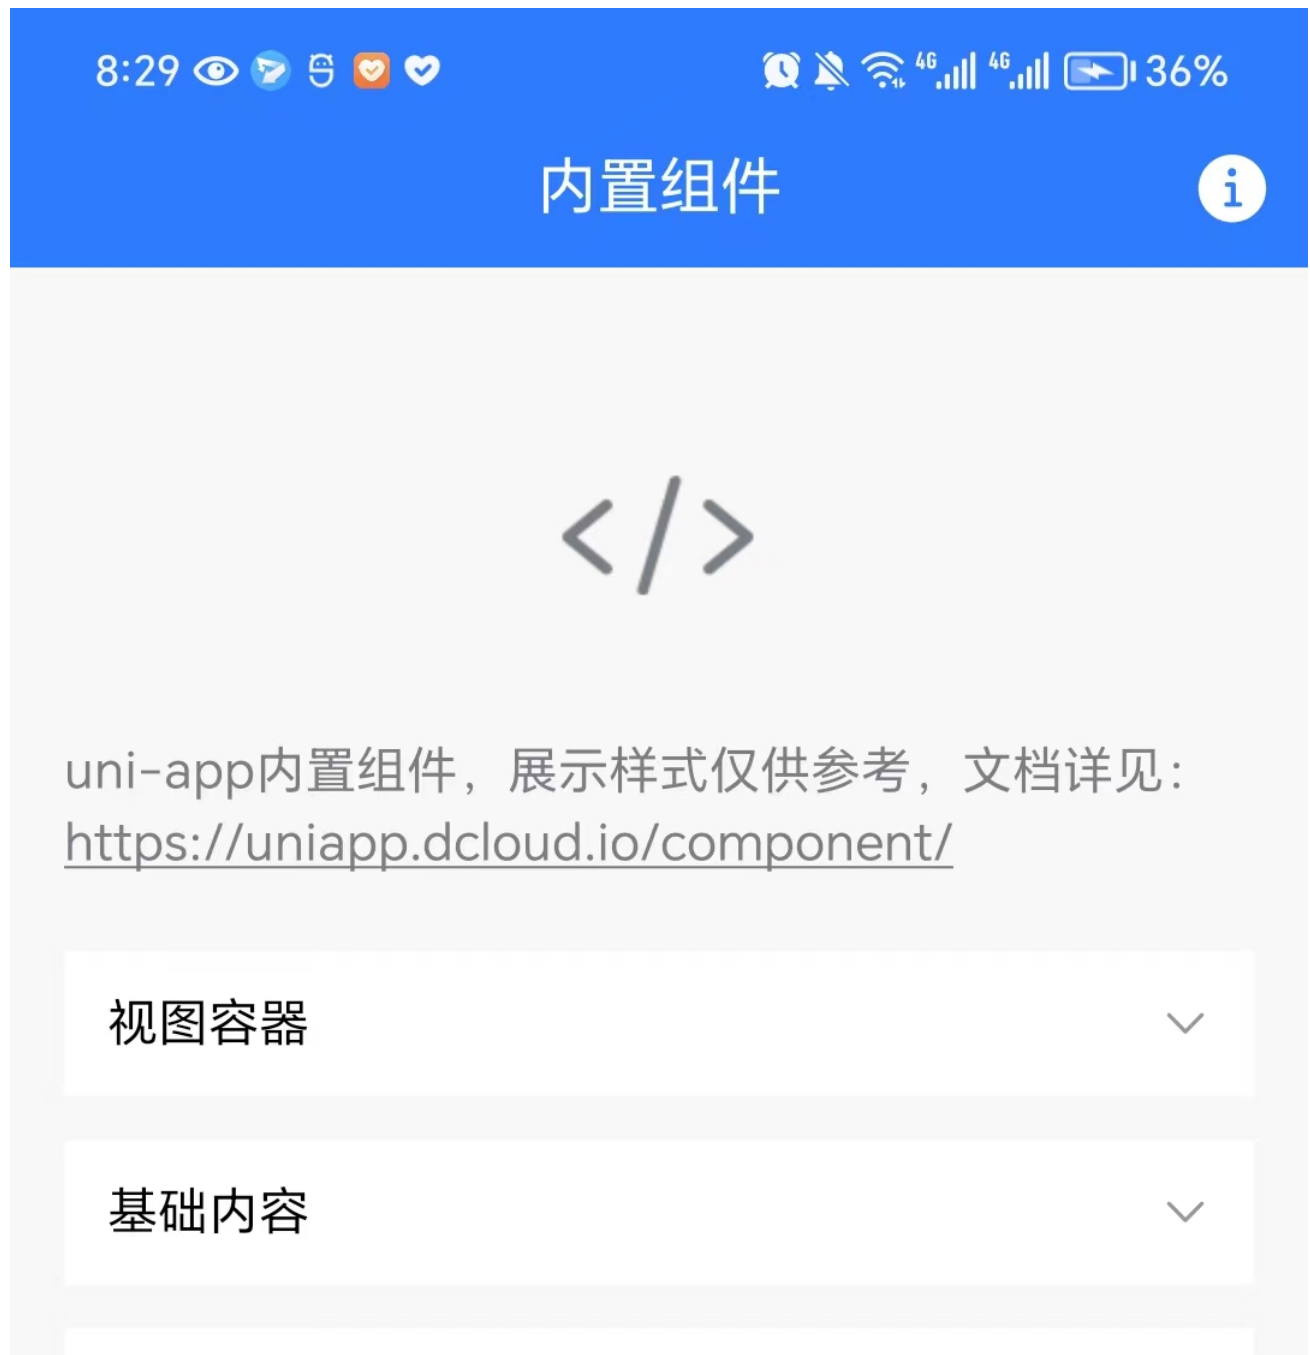 8:29 4G 4G 36%
内置组件
</>
uni-app内置组件，展示样式仅供参考，文档详见：
https://uniapp.dcloud.io/component/
视图容器
基础内容